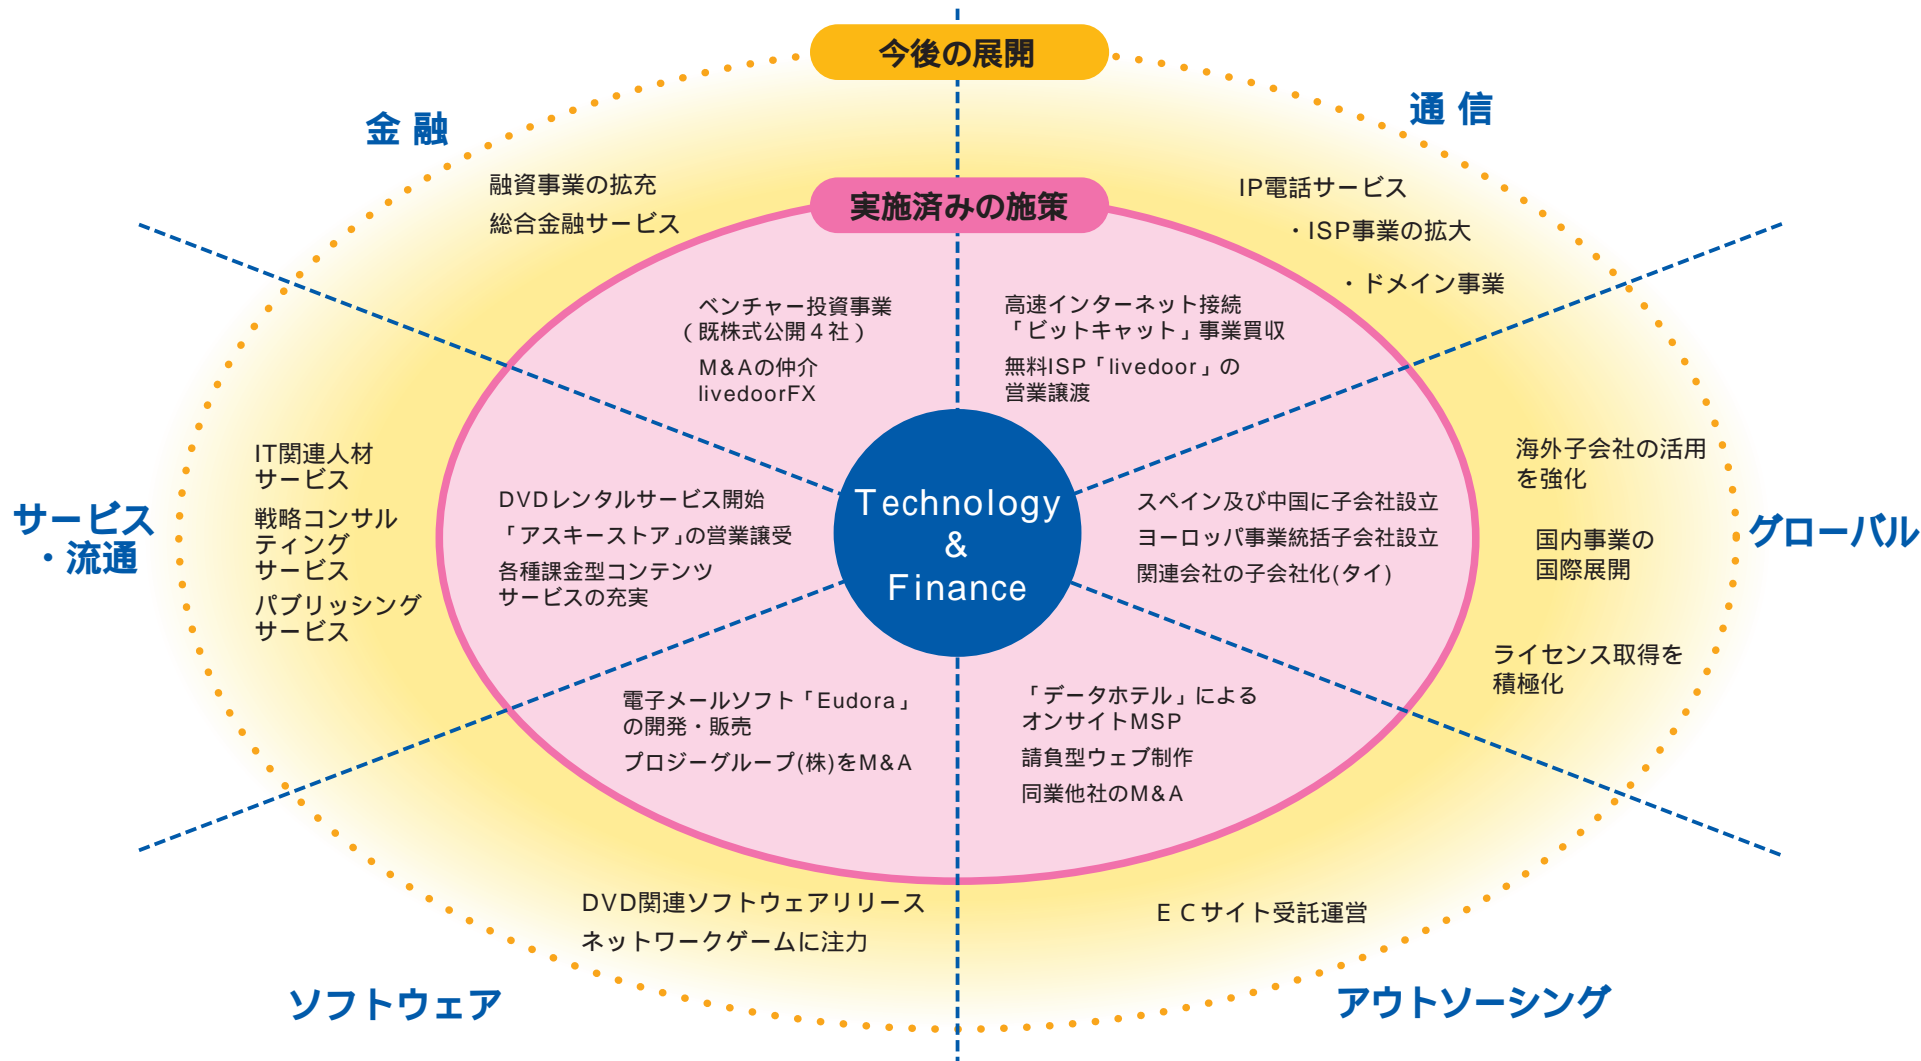 今後の展開
実施済みの施策
金融
融資事業の拡充
総合金融サービス
ベンチャー投資事業
（既株式公開４社）
M&Aの仲介
livedoorFX
通信
IP電話サービス
・ISP事業の拡大
・ドメイン事業
高速インターネット接続
「ビットキャット」事業買収
無料ISP「livedoor」の
営業譲渡
サービス
・流通
IT関連人材
サービス
戦略コンサル
ティング
サービス
パブリッシング
サービス
DVDレンタルサービス開始
「アスキーストア」の営業譲受
各種課金型コンテンツ
サービスの充実
Technology
&
Finance
スペイン及び中国に子会社設立
ヨーロッパ事業統括子会社設立
関連会社の子会社化(タイ)
海外子会社の活用
を強化
国内事業の
国際展開
ライセンス取得を
積極化
グローバル
電子メールソフト「Eudora」
の開発・販売
プロジーグループ(株)をM&A
DVD関連ソフトウェアリリース
ネットワークゲームに注力
ソフトウェア
「データホテル」による
オンサイトMSP
請負型ウェブ制作
同業他社のM&A
ＥＣサイト受託運営
アウトソーシング